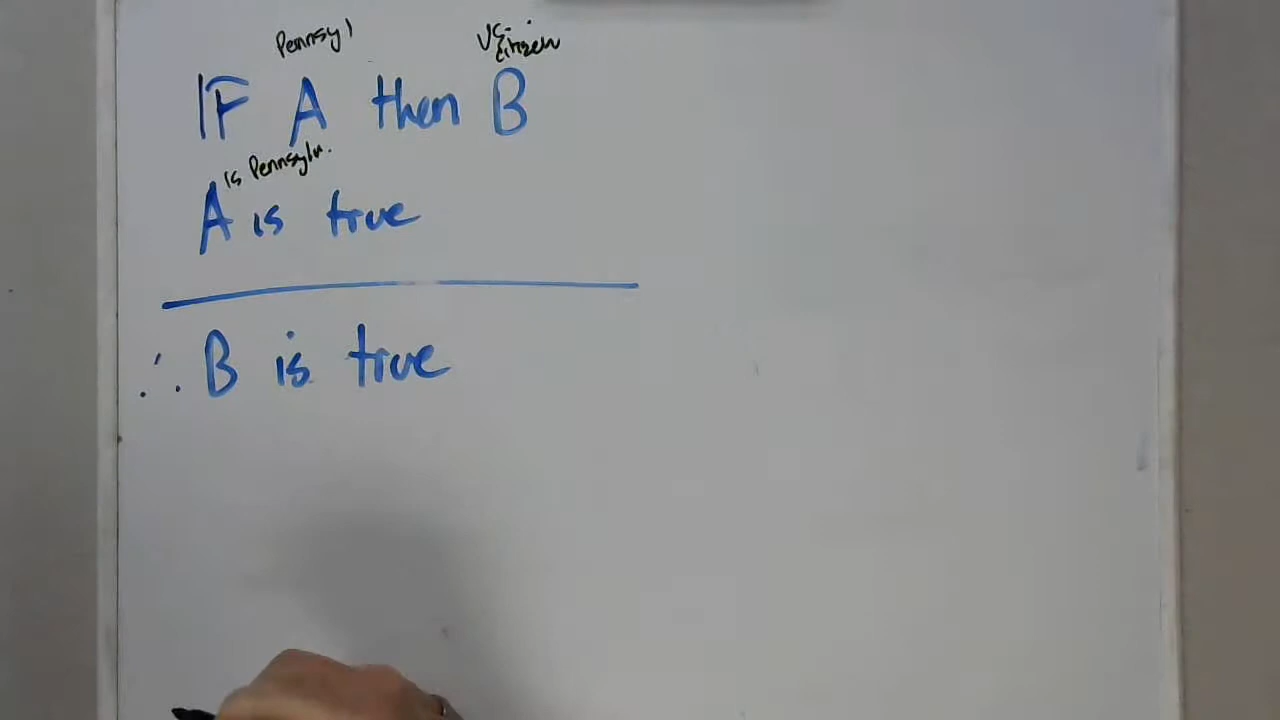 Pennsyl US. citizen
IF A then B
is Pennsylv.
A is true
∴ B is true